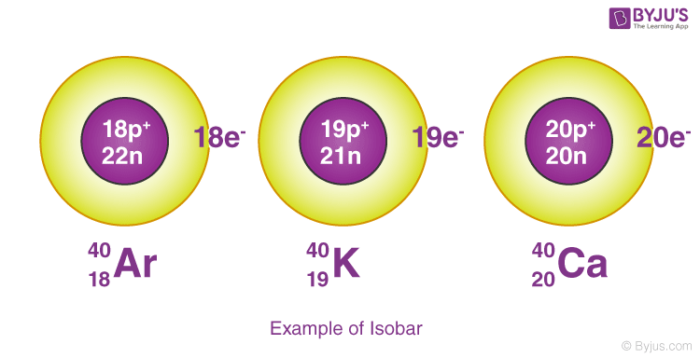 BYJU'S
The Learning App
18p⁺
22n
18e⁻
19p⁺
21n
19e⁻
20p⁺
20n
20e⁻
⁴⁰₁₈Ar
⁴⁰₁₉K
⁴⁰₂₀Ca
Example of Isobar
© Byjus.com